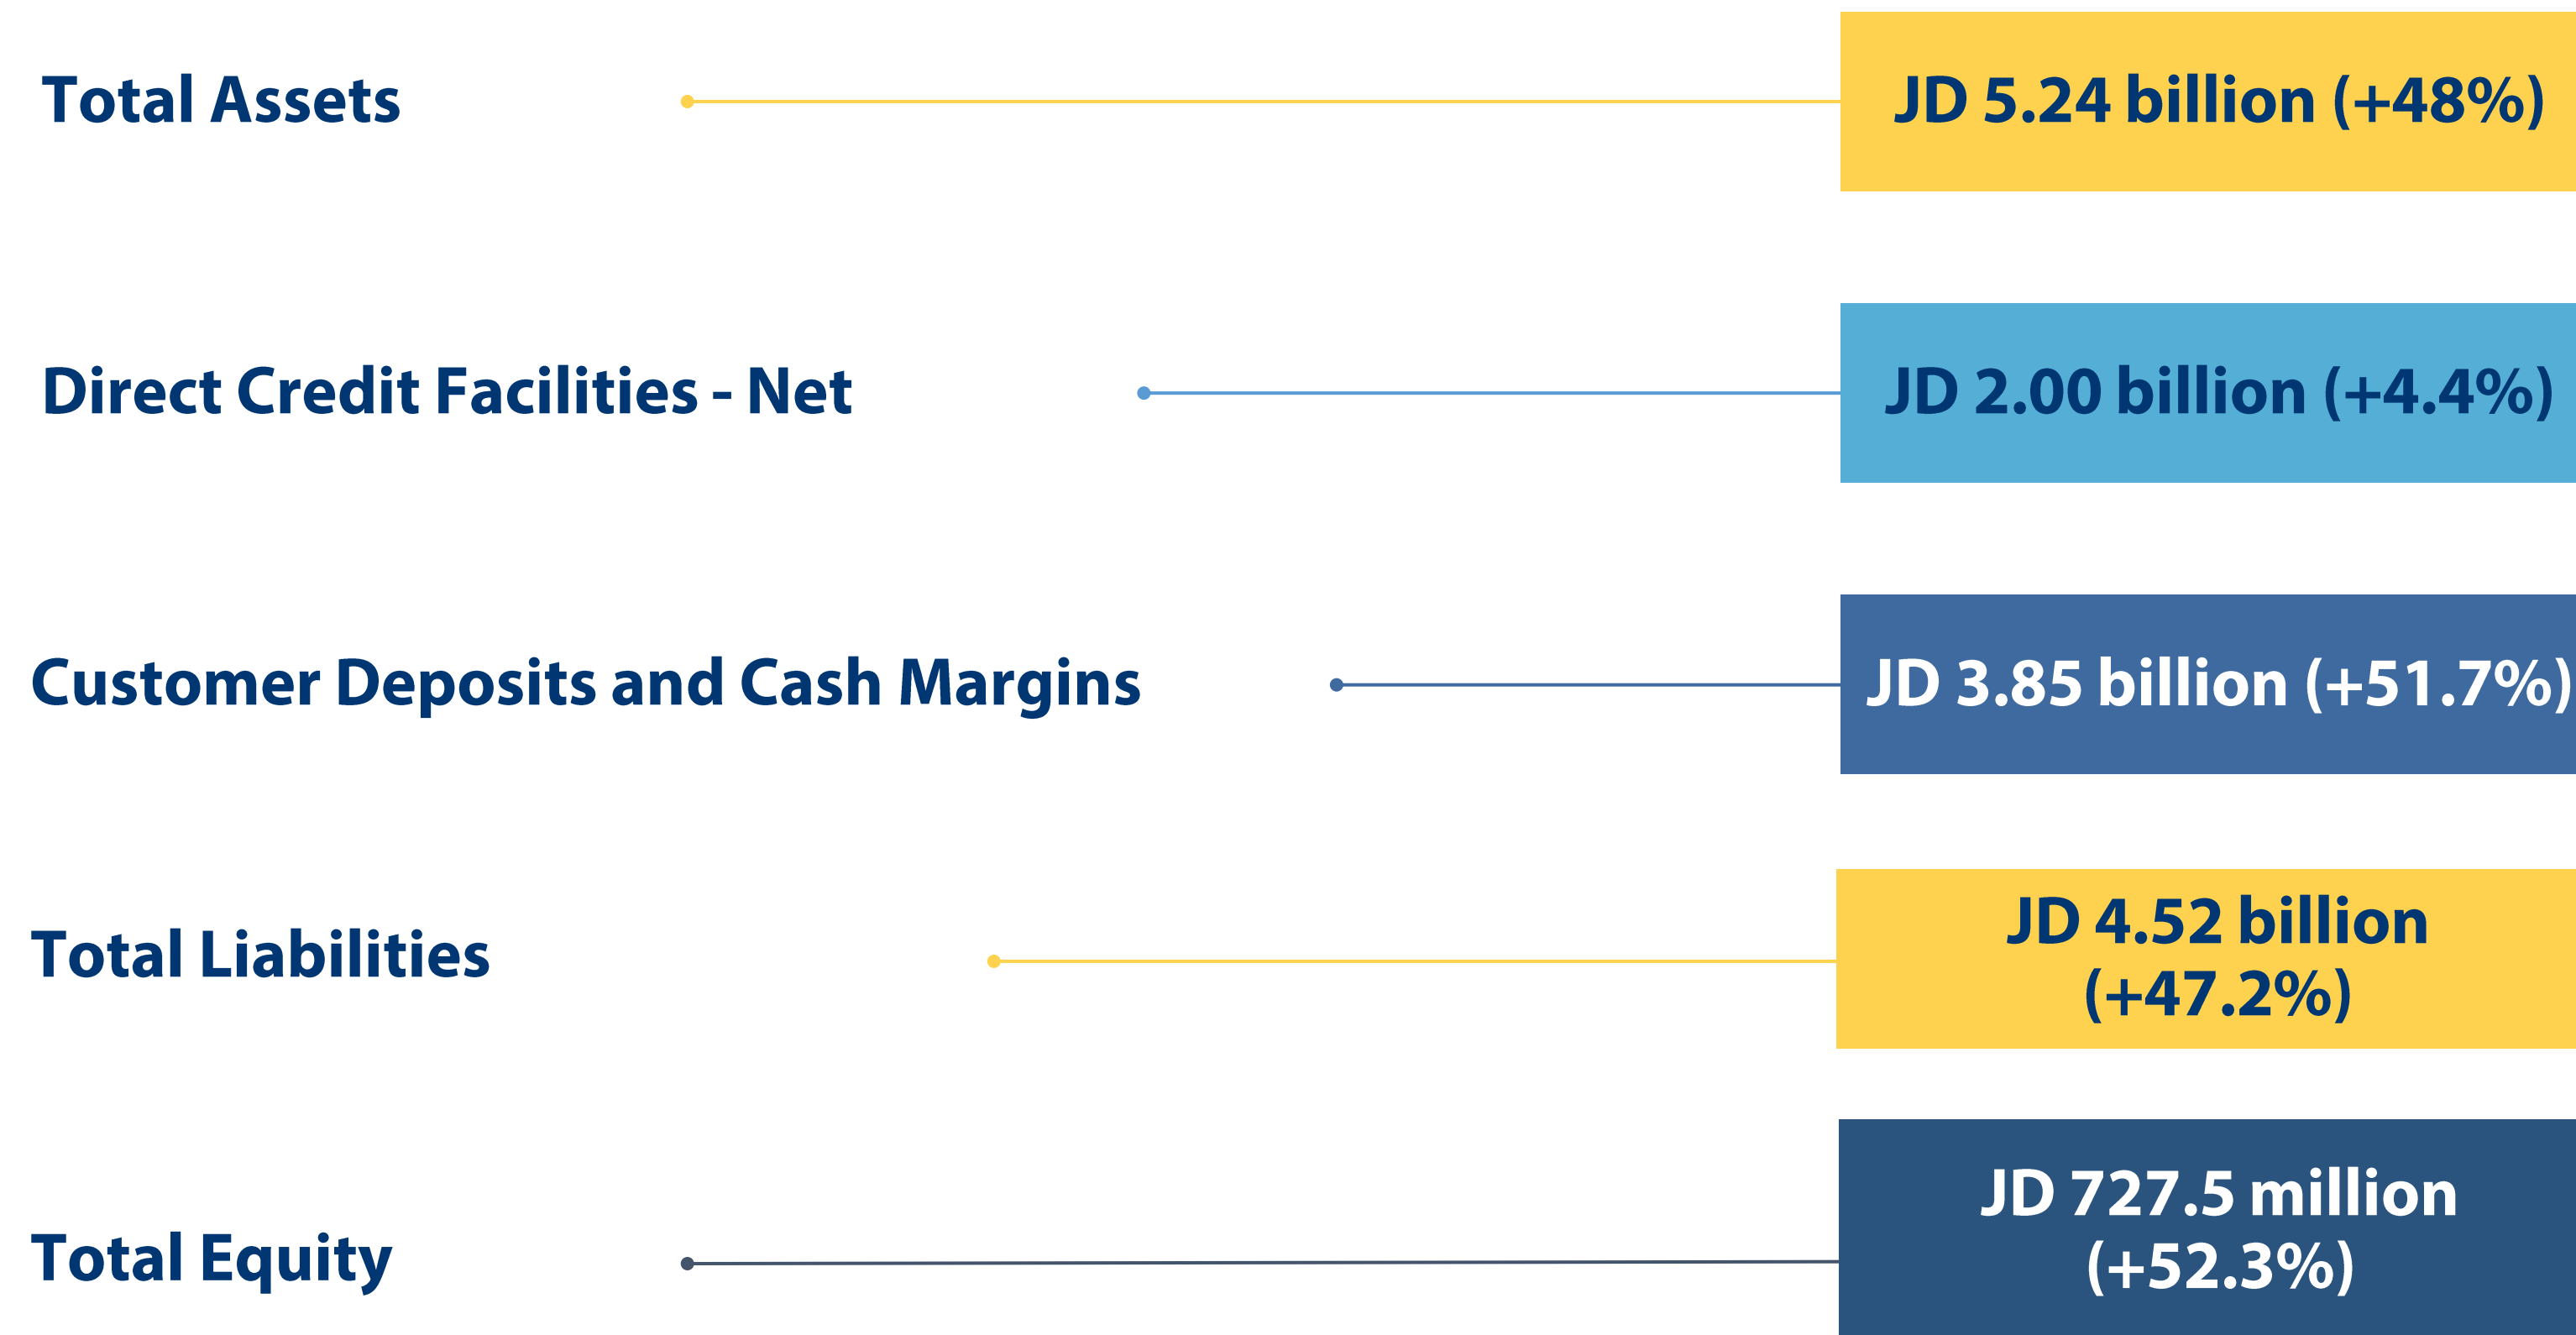 Total Assets
JD 5.24 billion (+48%)
Direct Credit Facilities - Net
JD 2.00 billion (+4.4%)
Customer Deposits and Cash Margins
JD 3.85 billion (+51.7%)
Total Liabilities
JD 4.52 billion
(+47.2%)
Total Equity
JD 727.5 million
(+52.3%)